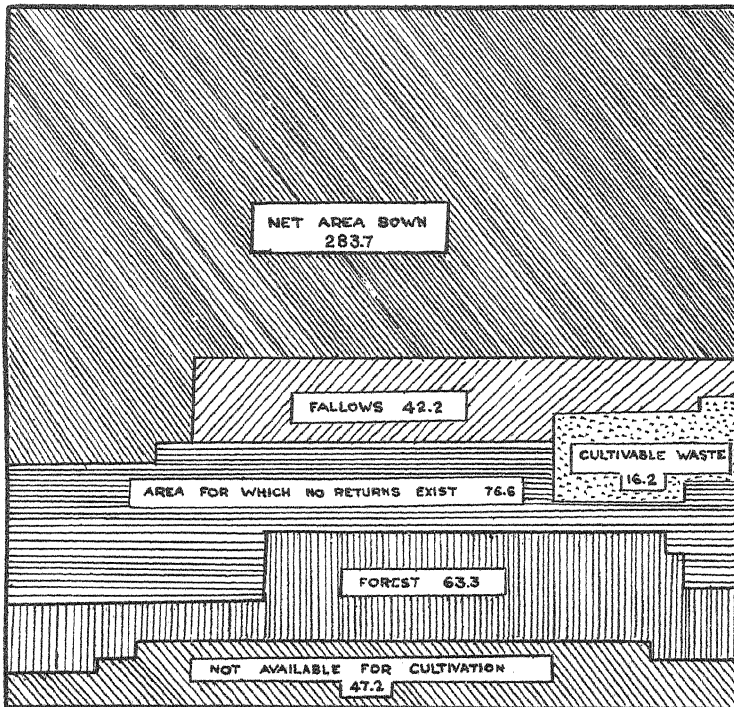 NET AREA SOWN
283.7
FALLOWS 42.2
CULTIVABLE WASTE
16.2
AREA FOR WHICH NO RETURNS EXIST 76.6
FOREST 63.3
NOT AVAILABLE FOR CULTIVATION
47.2